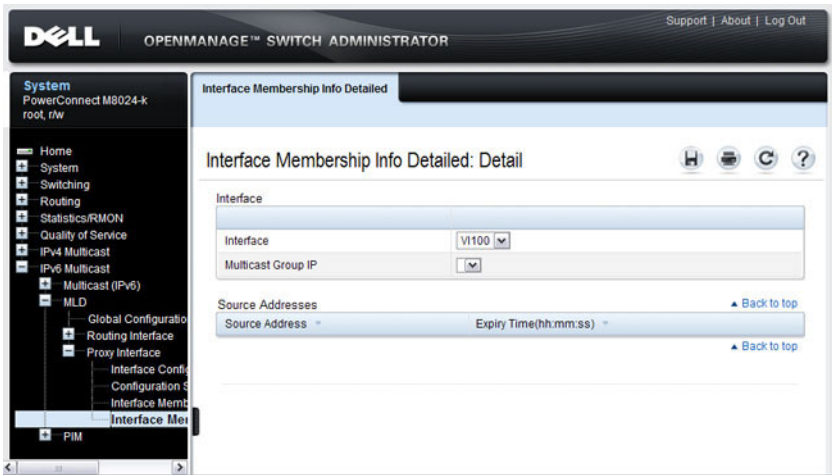 Support | About | Log Out
DELL OPENMANAGE™ SWITCH ADMINISTRATOR
System
PowerConnect M8024-k
root, r/w
Home
System
Switching
Routing
Statistics/RMON
Quality of Service
IPv4 Multicast
IPv6 Multicast
Multicast (IPv6)
MLD
Global Configuratio
Routing Interface
Proxy Interface
Interface Config
Configuration S
Interface Memb
Interface Mem
PIM
Interface Membership Info Detailed
Interface Membership Info Detailed: Detail
Interface
Interface VI100
Multicast Group IP
Source Addresses Back to top
Source Address Expiry Time(hh:mm:ss)
Back to top